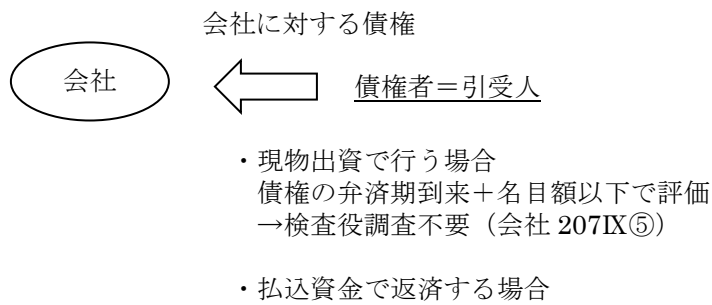 会社に対する債権
会社
債権者＝引受人
・現物出資で行う場合
債権の弁済期到来＋名目額以下で評価
→検査役調査不要（会社 207Ⅸ⑤）
・払込資金で返済する場合